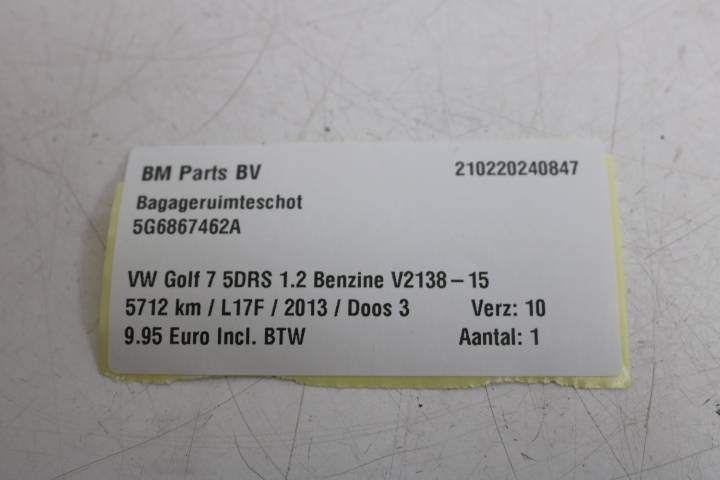 BM Parts BV 210220240847
Bagageruimteschot
5G6867462A
VW Golf 7 5DRS 1.2 Benzine V2138 – 15
5712 km / L17F / 2013 / Doos 3 Verz: 10
9.95 Euro Incl. BTW Aantal: 1